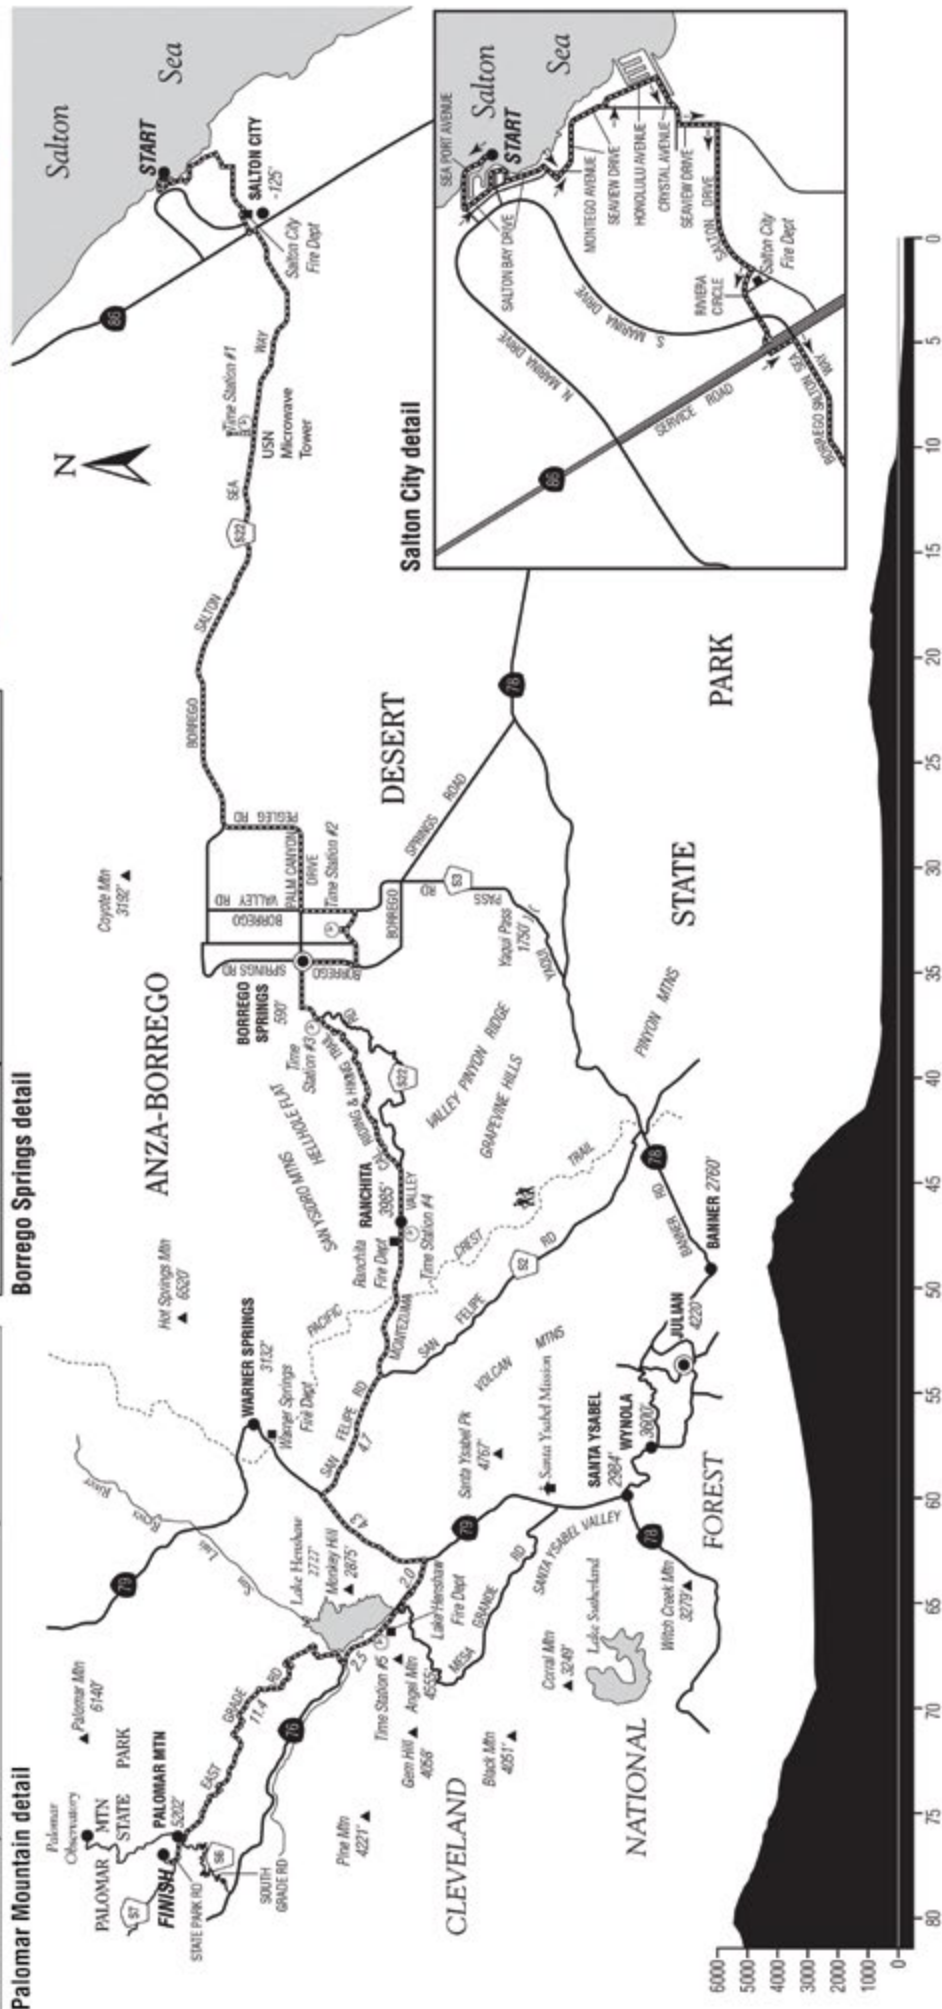 Palomar Mountain detail
Borrego Springs detail
Salton City detail
Palomar
Observatory
PALOMAR MTN
STATE PARK
S7
FINISH
STATE PARK RD
PALOMAR MTN
5202'
S6
SOUTH
GRADE RD
Palomar Mtn
6140'
EAST GRADE RD
11.4
76
79
San Luis Rey River
Lake Henshaw
2727'
Monkey Hill
2875'
2.5
2.0
4.3
4.7
Time Station #5
Lake Henshaw
Fire Dept
Angel Mtn
4555'
Gem Hill
4058'
Pine Mtn
4221'
Black Mtn
4051'
MESA GRANDE RD
CLEVELAND
NATIONAL
FOREST
Corral Mtn
3249'
Lake Sutherland
Witch Creek Mtn
3279'
SANTA YSABEL VALLEY
79
78
SANTA YSABEL
2984'
WYNOLA
3600'
JULIAN
4220'
Santa Ysabel Mission
Santa Ysabel Pk
4767'
VOLCAN MTNS
WARNER SPRINGS
3132'
Warner Springs
Fire Dept
SAN FELIPE RD
SAN FELIPE RD
S2
Hot Springs Mtn
6520'
PACIFIC CREST TRAIL
MONTEZUMA VALLEY RD
Ranchita
Fire Dept
RANCHITA
3985'
Time Station #4
SAN YSIDRO MTNS
HELLHOLE FLAT
CAL RIDING & HIKING TRAIL
S22
Time
Station #3
BANNER RD
BANNER 2760'
78
ANZA-BORREGO
DESERT
STATE
PARK
Coyote Mtn
3192'
VALLEY PINYON RIDGE
GRAPEVINE HILLS
PINYON MTNS
Yaqui Pass
1750'
YAQUI PASS RD
S3
BORREGO
SPRINGS
590'
BORREGO SPRINGS RD
BORREGO VALLEY RD
PEGLEG RD
PALM CANYON
DRIVE
Time Station #2
BORREGO SPRINGS ROAD
78
BORREGO SALTON SEA WAY
S22
N
Time Station #1
USN
Microwave
Tower
Salton City
Fire Dept
SALTON CITY
-125'
START
86
Salton
Sea
Salton
Sea
SEA PORT AVENUE
START
SALTON BAY DRIVE
MONTEGO AVENUE
SEAVIEW DRIVE
HONOLULU AVENUE
CRYSTAL AVENUE
SEAVIEW DRIVE
SALTON DRIVE
Salton City
Fire Dept
RIVIERA
CIRCLE
S MARINA DRIVE
N. MARINA DRIVE
SERVICE ROAD
86
BORREGO SALTON SEA WAY
6000
5000
4000
3000
2000
1000
0
80 75 70 65 60 55 50 45 40 35 30 25 20 15 10 5 0